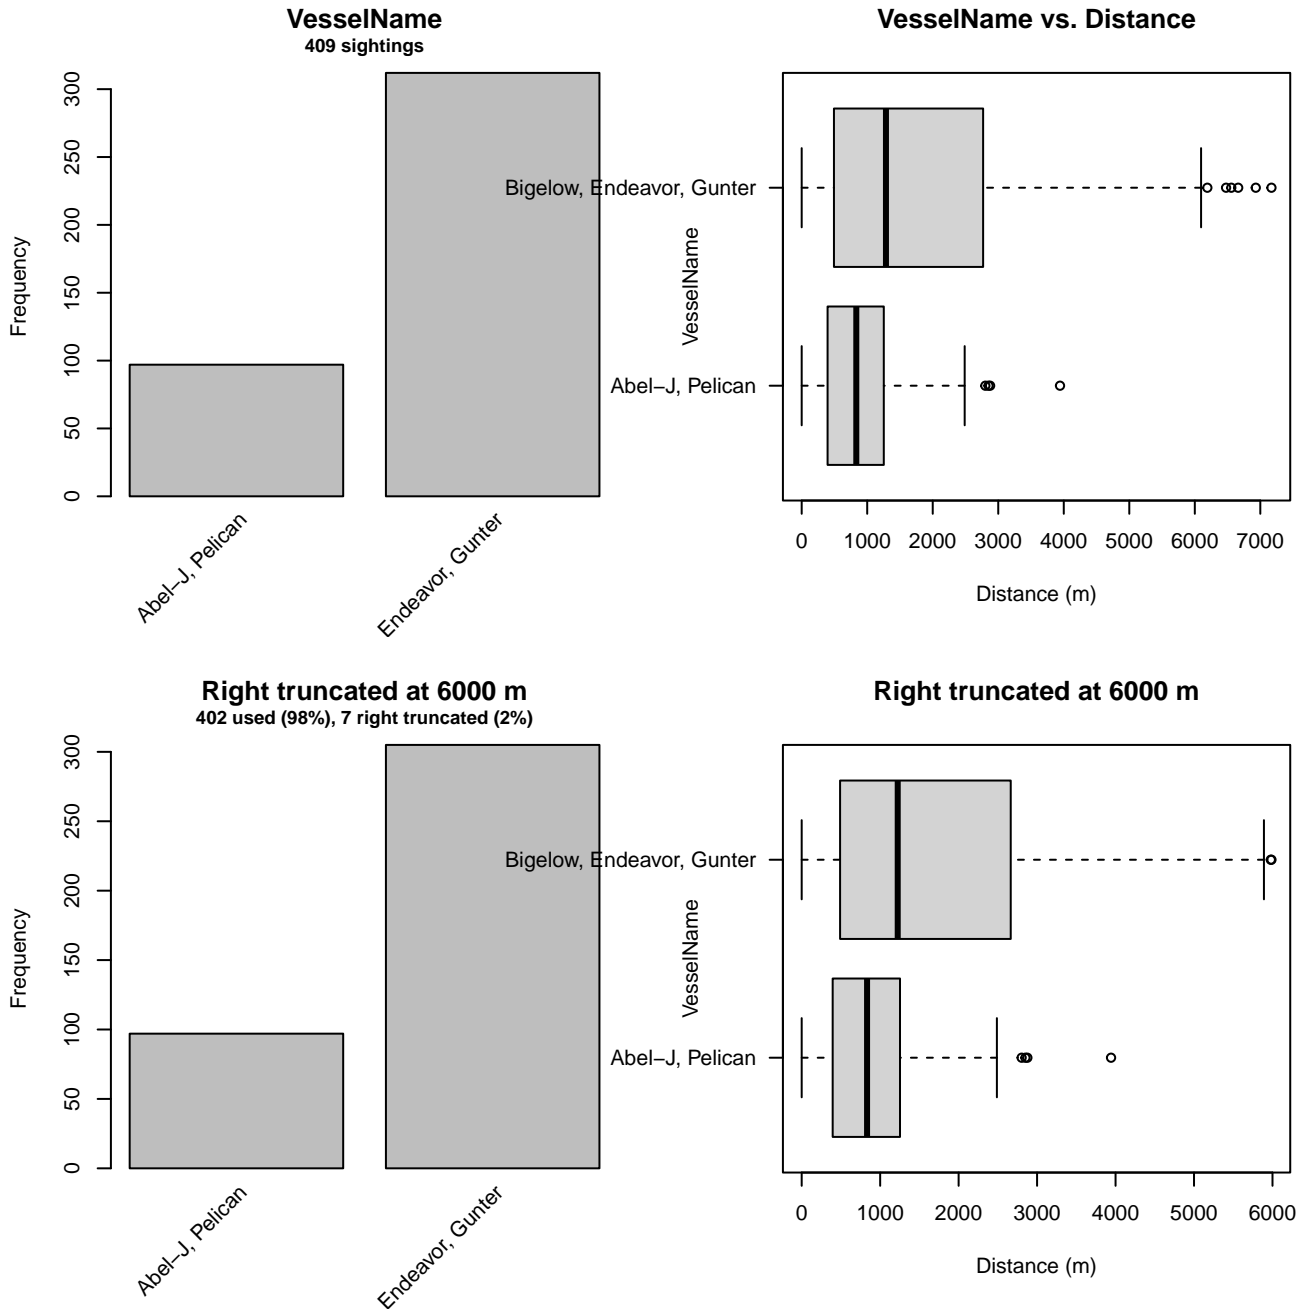 VesselName
409 sightings
Frequency
0 50 100 150 200 250 300
Abel−J, Pelican
Endeavor, Gunter
VesselName vs. Distance
VesselName
Bigelow, Endeavor, Gunter
Abel−J, Pelican
0 1000 2000 3000 4000 5000 6000 7000
Distance (m)
Right truncated at 6000 m
402 used (98%), 7 right truncated (2%)
Frequency
0 50 100 150 200 250 300
Abel−J, Pelican
Endeavor, Gunter
Right truncated at 6000 m
VesselName
Bigelow, Endeavor, Gunter
Abel−J, Pelican
0 1000 2000 3000 4000 5000 6000
Distance (m)